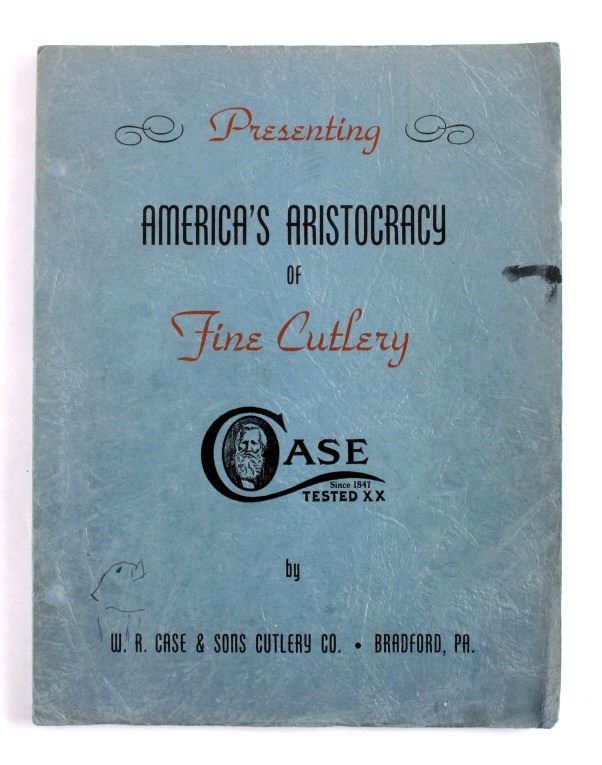 Presenting
AMERICA'S ARISTOCRACY
OF
Fine Cutlery
CASE
Since 1847
TESTED XX
by
W. R. CASE & SONS CUTLERY CO. • BRADFORD, PA.